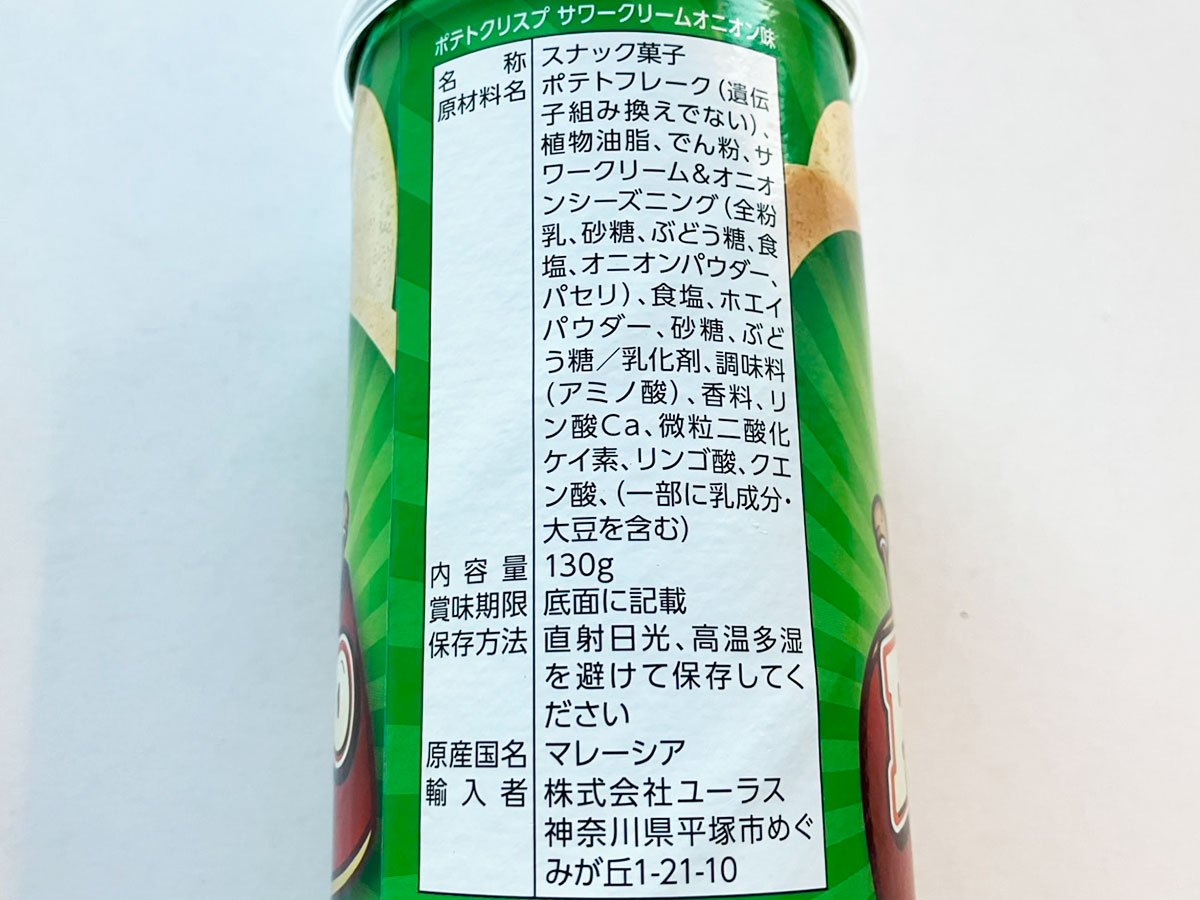 ポテトクリスプ サワークリームオニオン味
名称 スナック菓子
原材料名 ポテトフレーク(遺伝
子組み換えでない)、
植物油脂、でん粉、サ
ワークリーム&オニオ
ンシーズニング(全粉
乳、砂糖、ぶどう糖、食
塩、オニオンパウダー、
パセリ)、食塩、ホエイ
パウダー、砂糖、ぶど
う糖/乳化剤、調味料
(アミノ酸)、香料、リ
ン酸Ca、微粒二酸化
ケイ素、リンゴ酸、クエ
ン酸、(一部に乳成分・
大豆を含む)
内容量 130g
賞味期限 底面に記載
保存方法 直射日光、高温多湿
を避けて保存してく
ださい
原産国名 マレーシア
輸入者 株式会社ユーラス
神奈川県平塚市めぐ
みが丘1-21-10